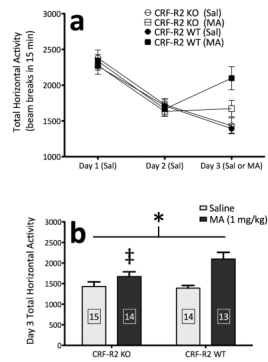 a
CRF-R2 KO (Sal)
CRF-R2 KO (MA)
CRF-R2 WT (Sal)
CRF-R2 WT (MA)
Total Horizontal Activity
(beam breaks in 15 min)
3000
2500
2000
1500
1000
Day 1 (Sal)
Day 2 (Sal)
Day 3 (Sal or MA)
b
Saline
MA (1 mg/kg)
*
‡
Day 3 Total Horizontal Activity
3500
3000
2500
2000
1500
1000
500
0
15
14
14
13
CRF-R2 KO
CRF-R2 WT